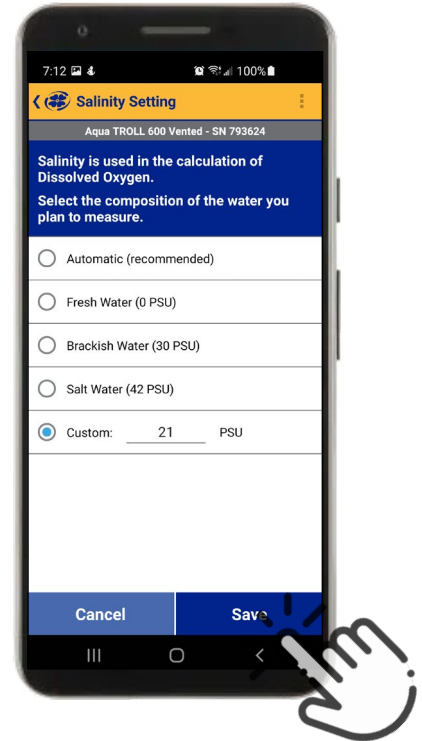 7:12 100%
Salinity Setting
Aqua TROLL 600 Vented - SN 793624
Salinity is used in the calculation of
Dissolved Oxygen.
Select the composition of the water you
plan to measure.
Automatic (recommended)
Fresh Water (0 PSU)
Brackish Water (30 PSU)
Salt Water (42 PSU)
Custom: 21 PSU
Cancel Save